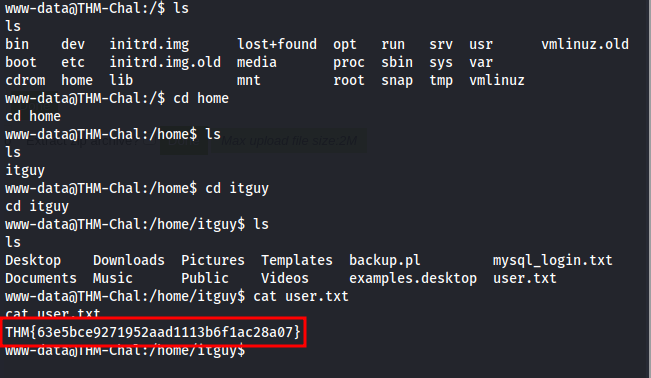 www-data@THM-Chal:/$ ls
ls
bin dev initrd.img lost+found opt run srv usr vmlinuz.old
boot etc initrd.img.old media proc sbin sys var
cdrom home lib mnt root snap tmp vmlinuz
www-data@THM-Chal:/$ cd home
cd home
www-data@THM-Chal:/home$ ls
ls
Max upload file size:2M
itguy
www-data@THM-Chal:/home$ cd itguy
cd itguy
www-data@THM-Chal:/home/itguy$ ls
ls
Desktop Downloads Pictures Templates backup.pl mysql_login.txt
Documents Music Public Videos examples.desktop user.txt
www-data@THM-Chal:/home/itguy$ cat user.txt
cat user.txt
THM{63e5bce9271952aad1113b6f1ac28a07}
www-data@THM-Chal:/home/itguy$